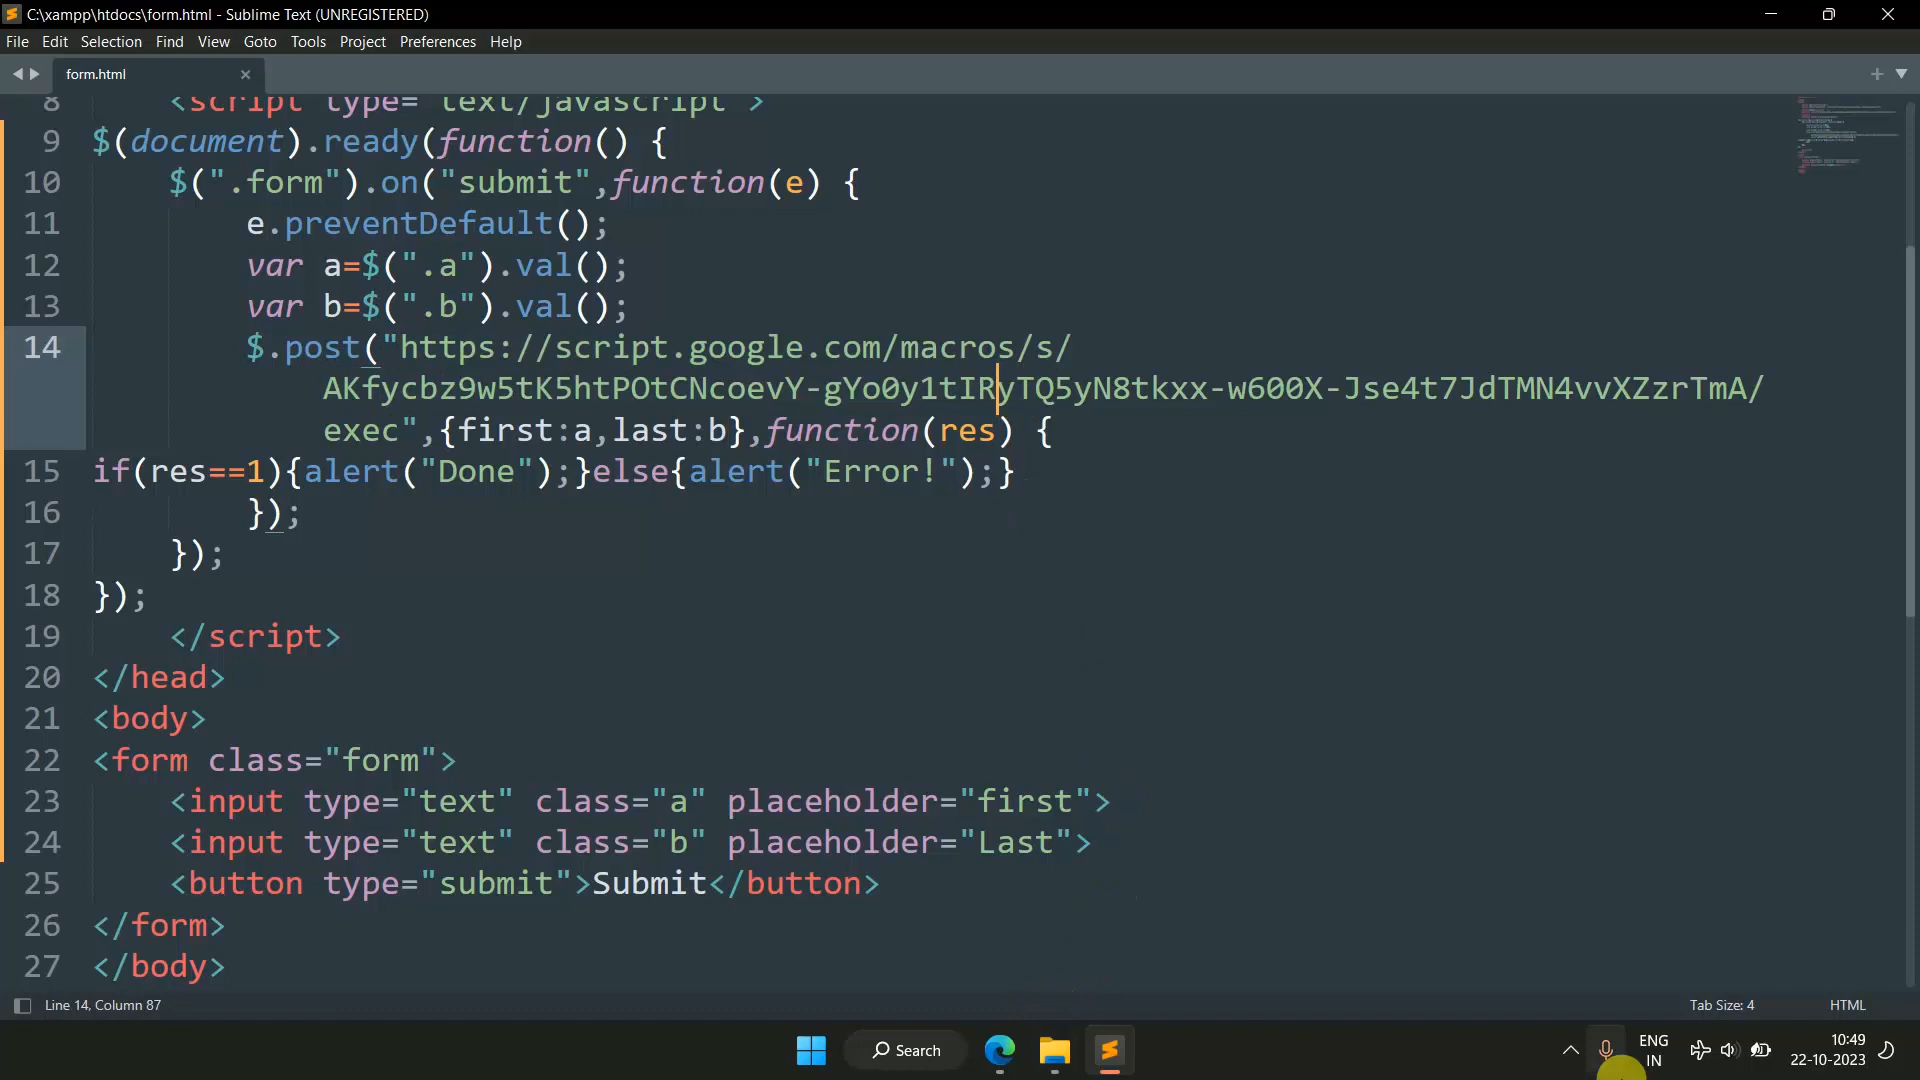 C:\xampp\htdocs\form.html - Sublime Text (UNREGISTERED)
File Edit Selection Find View Goto Tools Project Preferences Help
form.html
8 <script type="text/javascript">
9 $(document).ready(function() {
10 $(".form").on("submit",function(e) {
11 e.preventDefault();
12 var a=$(".a").val();
13 var b=$(".b").val();
14 $.post("https://script.google.com/macros/s/
AKfycbz9w5tK5htPOtCNcoevY-gYo0y1tIRyTQ5yN8tkxx-w600X-Jse4t7JdTMN4vvXZzrTmA/
exec",{first:a,last:b},function(res) {
15 if(res==1){alert("Done");}else{alert("Error!");}
16 });
17 });
18 });
19 </script>
20 </head>
21 <body>
22 <form class="form">
23 <input type="text" class="a" placeholder="first">
24 <input type="text" class="b" placeholder="Last">
25 <button type="submit">Submit</button>
26 </form>
27 </body>
Line 14, Column 87 Tab Size: 4 HTML
Search ENG 10:49
IN 22-10-2023